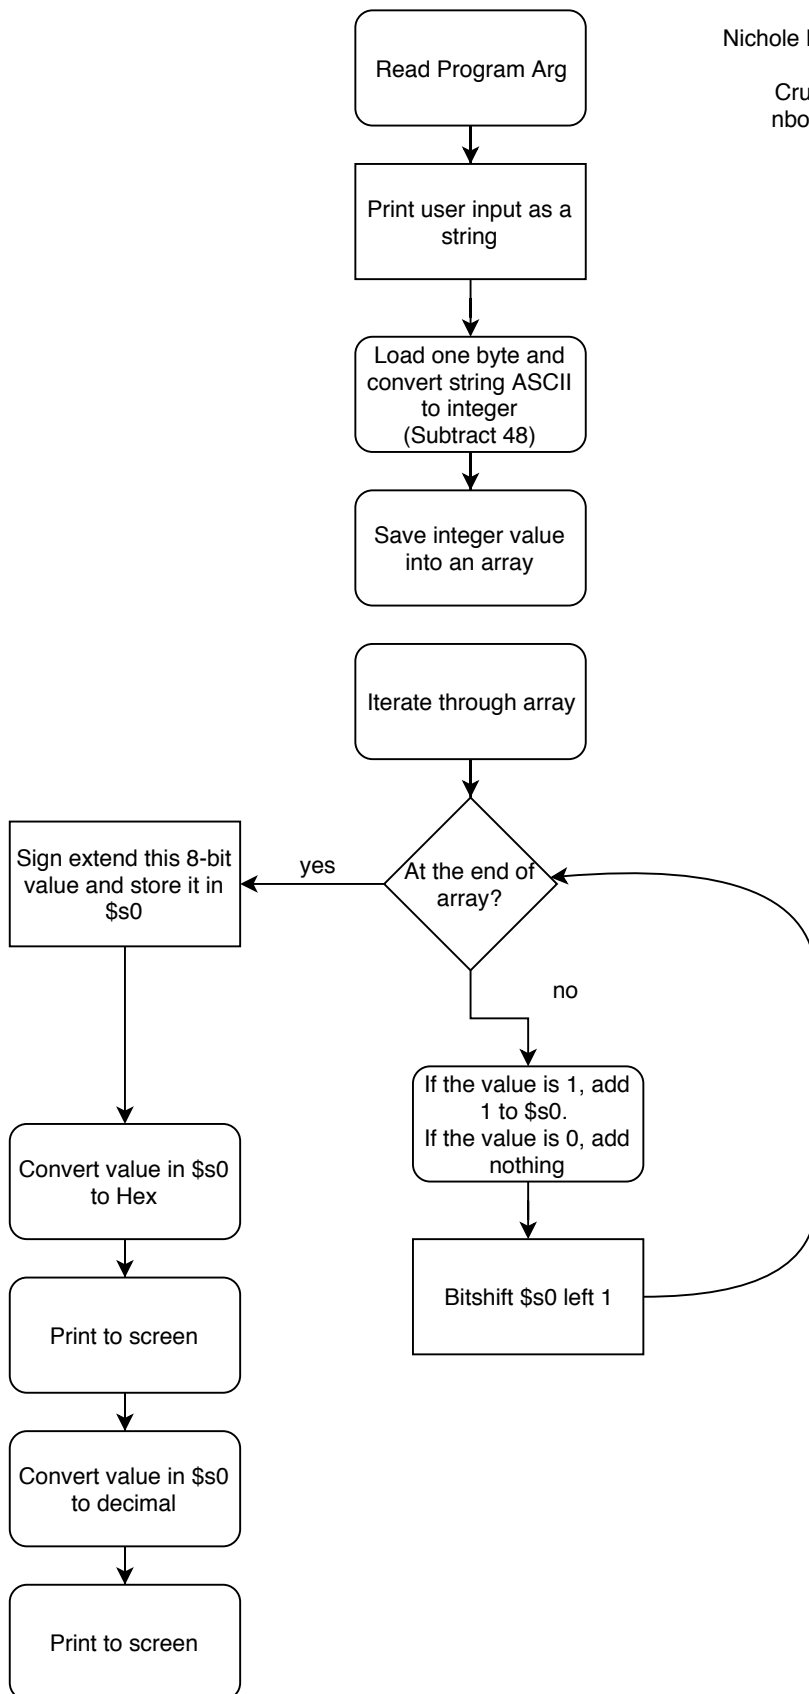 Read Program Arg
Nichole
Print user input as a
string
Load one byte and
convert string ASCII
to integer
(Subtract 48)
Save integer value
into an array
Iterate through array
At the end of
array?
yes
Sign extend this 8-bit
value and store it in
$s0
no
If the value is 1, add
1 to $s0.
If the value is 0, add
nothing
Convert value in $s0
to Hex
Bitshift $s0 left 1
Print to screen
Convert value in $s0
to decimal
Print to screen